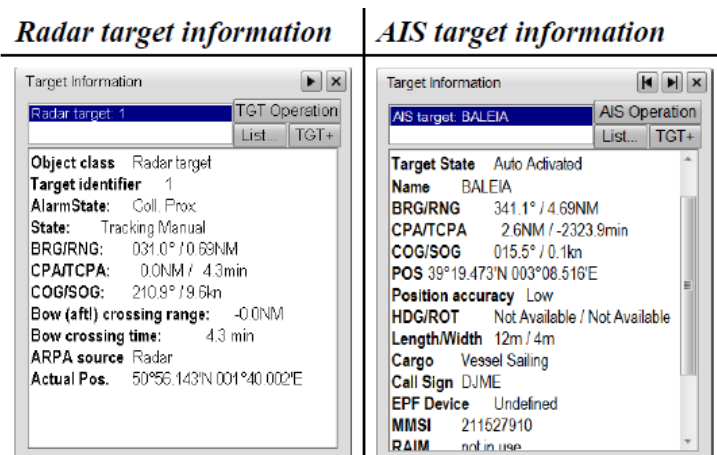 Radar target information
Target Information
Radar target: 1
TGT Operation
List... TGT+
Object class Radar target
Target identifier 1
AlarmState: Coll. Prox.
State: Tracking Manual
BRG/RNG: 031.0° / 0.69NM
CPA/TCPA: 0.0NM / 4.3min
COG/SOG: 210.9° / 9.6kn
Bow (aft!) crossing range: -0.0NM
Bow crossing time: 4.3 min
ARPA source Radar
Actual Pos. 50°56.143'N 001°40.002'E
AIS target information
Target Information
AIS target: BALEIA
AIS Operation
List... TGT+
Target State Auto Activated
Name BALEIA
BRG/RNG 341.1° / 4.69NM
CPA/TCPA 2.6NM / -2323.9min
COG/SOG 015.5° / 0.1kn
POS 39°19.473'N 003°08.516'E
Position accuracy Low
HDG/ROT Not Available / Not Available
Length/Width 12m / 4m
Cargo Vessel Sailing
Call Sign DJME
EPF Device Undefined
MMSI 211527910
RAIM not in use